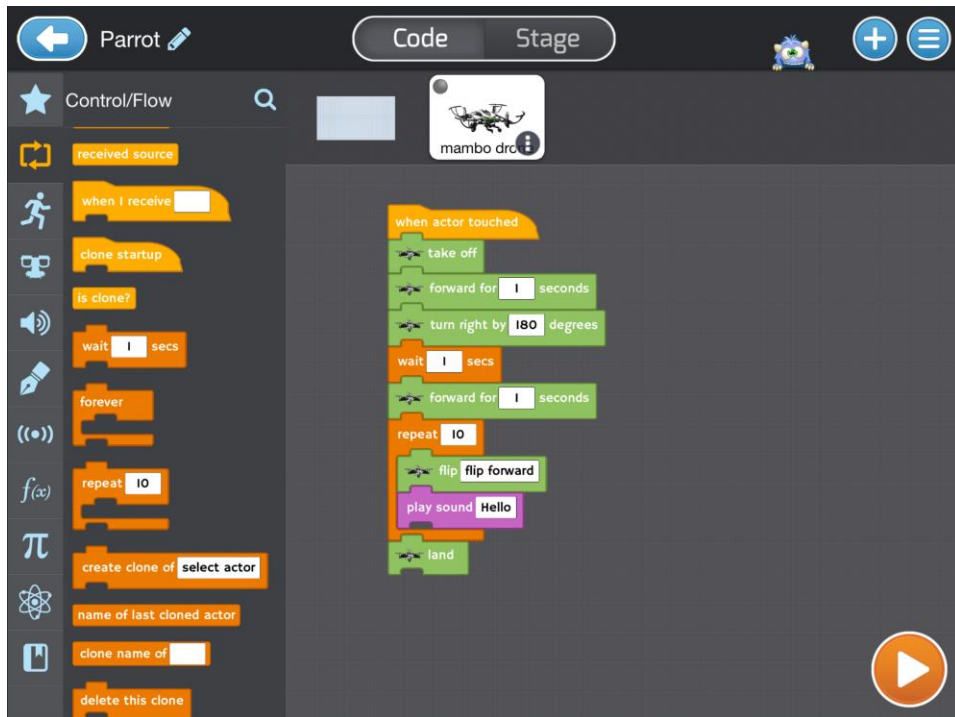 Parrot
Code
Stage
Control/Flow
mambo dro
received source
when I receive
clone startup
is clone?
wait 1 secs
forever
repeat 10
create clone of select actor
name of last cloned actor
clone name of
delete this clone
f(x)
π
when actor touched
take off
forward for 1 seconds
turn right by 180 degrees
wait 1 secs
forward for 1 seconds
repeat 10
flip flip forward
play sound Hello
land